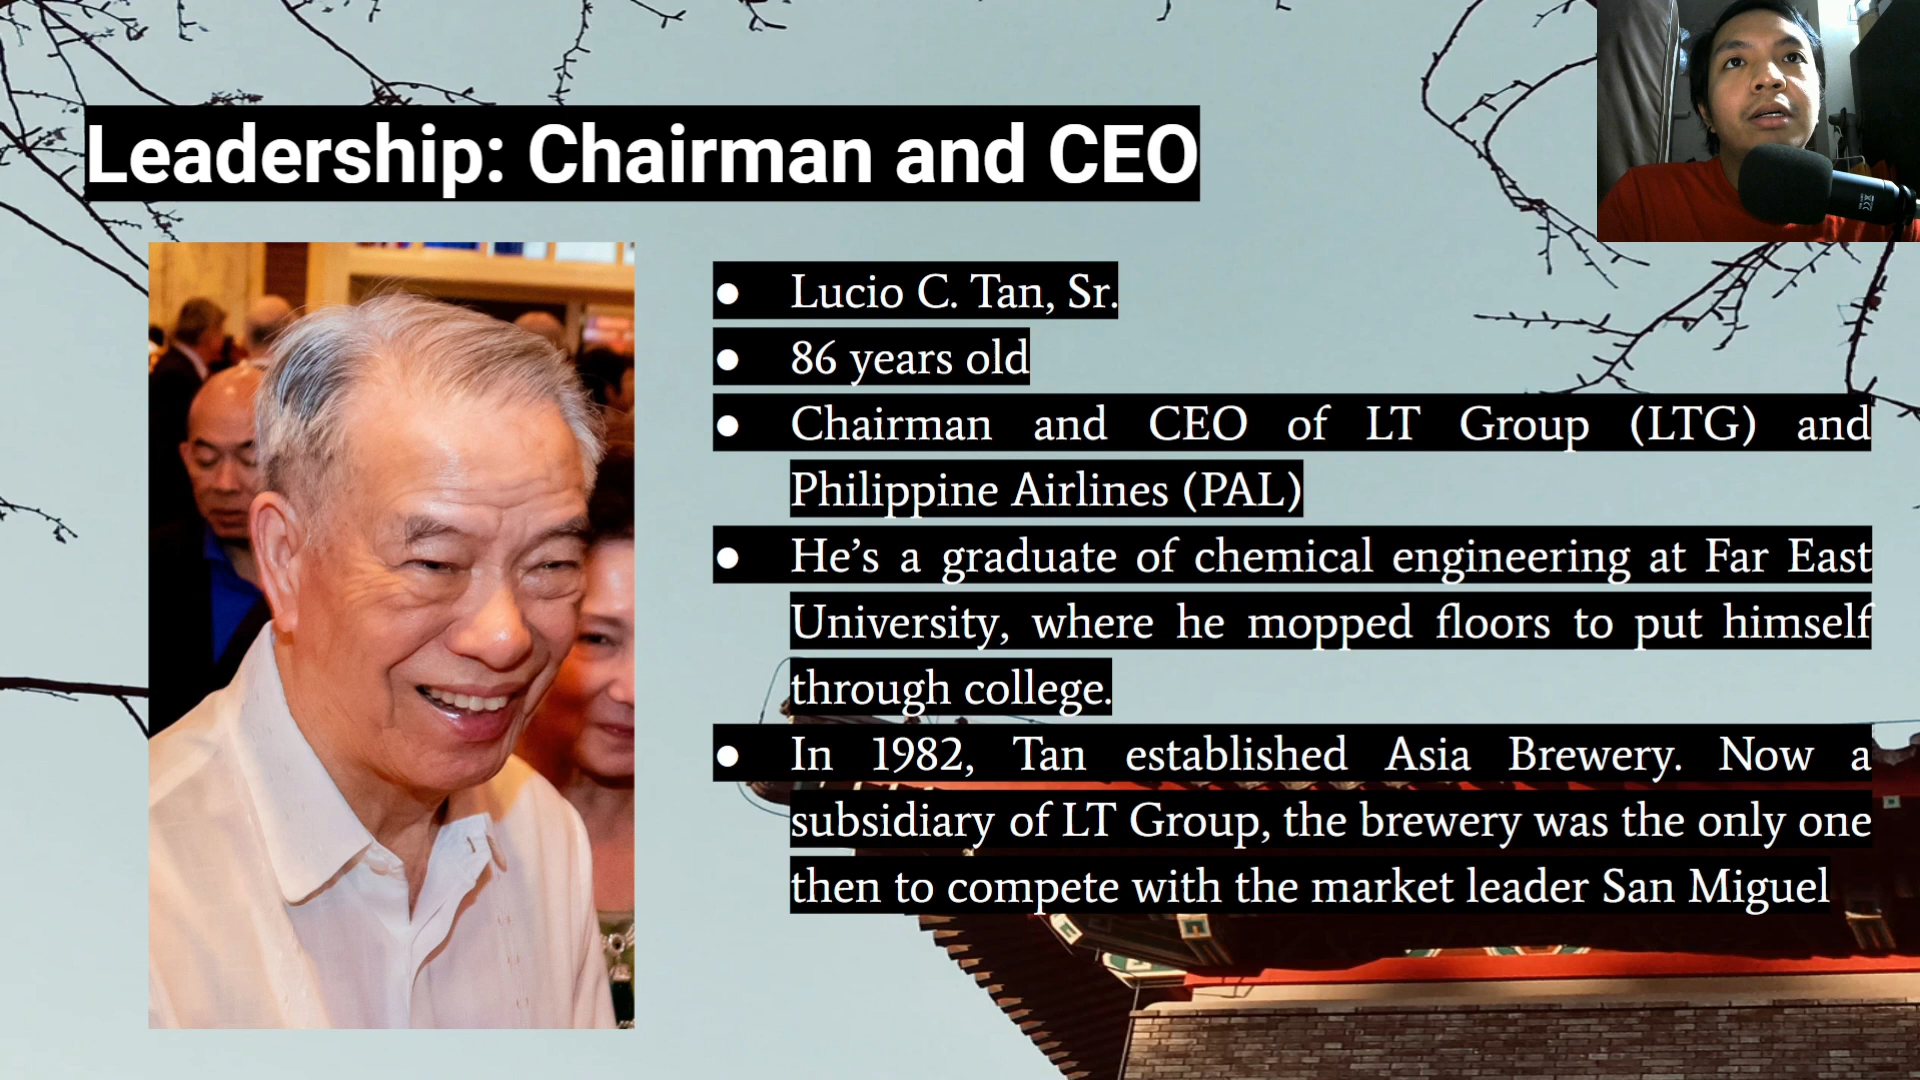 Leadership: Chairman and CEO
● Lucio C. Tan, Sr.
● 86 years old
● Chairman and CEO of LT Group (LTG) and
Philippine Airlines (PAL)
● He’s a graduate of chemical engineering at Far East
University, where he mopped floors to put himself
through college.
● In 1982, Tan established Asia Brewery. Now a
subsidiary of LT Group, the brewery was the only one
then to compete with the market leader San Miguel